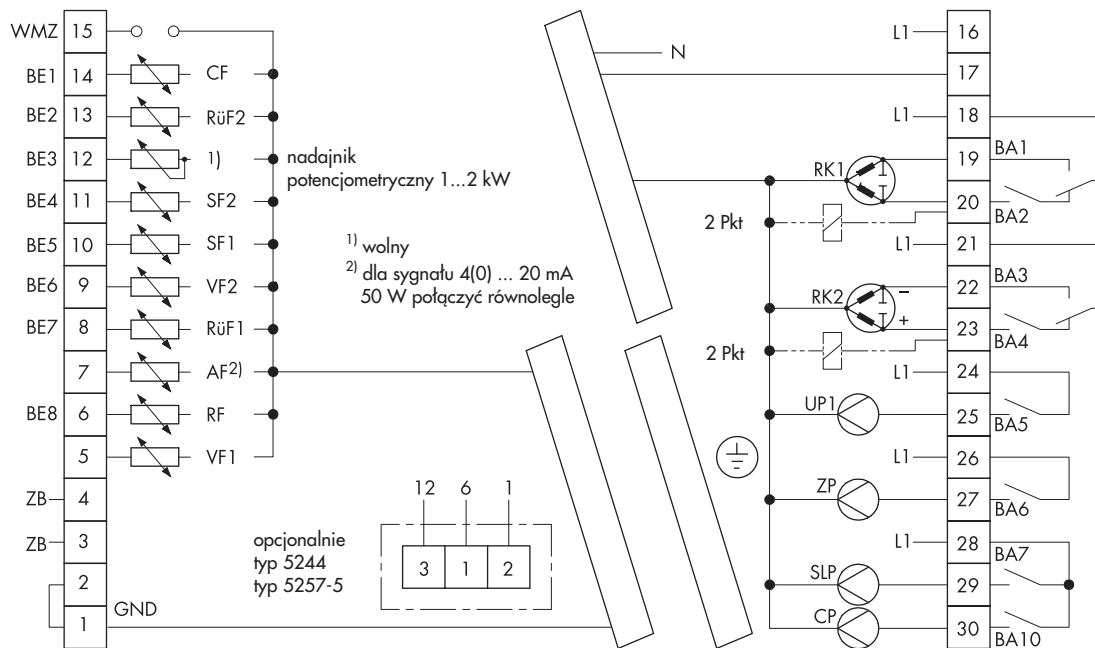 WMZ 15
BE1 14 CF
BE2 13 RüF2
BE3 12 1)
BE4 11 SF2
BE5 10 SF1
BE6 9 VF2
BE7 8 RüF1
7 AF2)
BE8 6 RF
5 VF1
ZB 4
ZB 3
2
1 GND
nadajnik
potencjometryczny 1...2 kW
1) wolny
2) dla sygnału 4(0) ... 20 mA
50 W połączyć równolegle
opcjonalnie
typ 5244
typ 5257-5
12 6 1
3 1 2
N
L1 16
17
L1 18
RK1 19 BA1
20
2 Pkt BA2
L1 21
RK2 − 22 BA3
+ 23
2 Pkt BA4
L1 24
UP1 25 BA5
L1 26
ZP 27 BA6
L1 28 BA7
SLP 29
CP 30 BA10